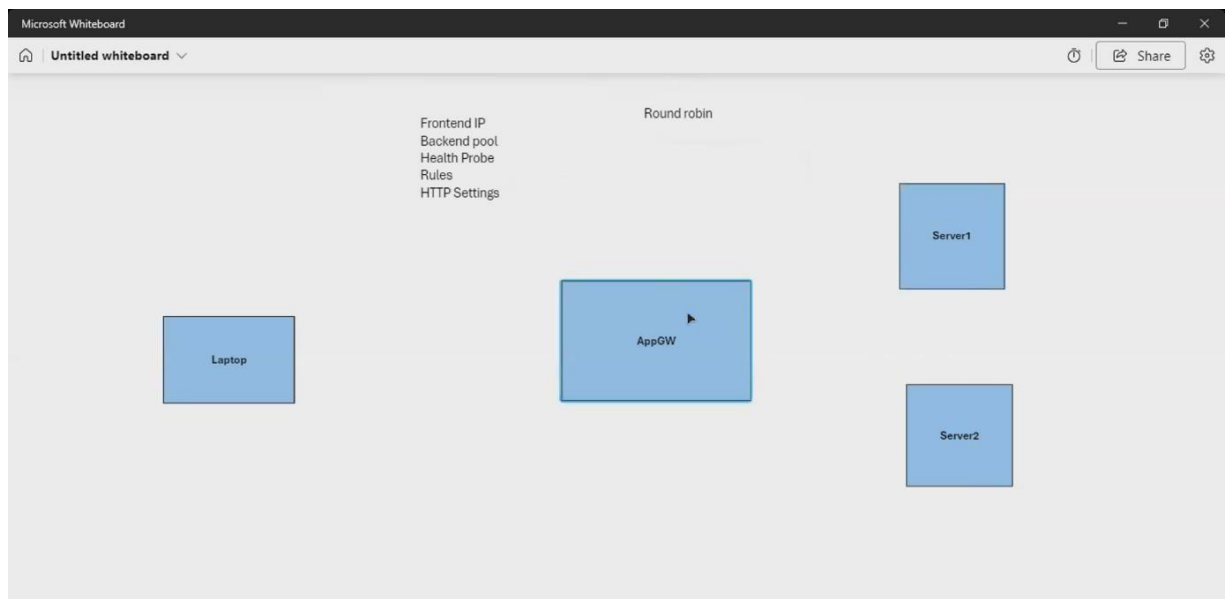 Microsoft Whiteboard
Untitled whiteboard
Share
Round robin
Frontend IP
Backend pool
Health Probe
Rules
HTTP Settings
Server1
AppGW
Laptop
Server2